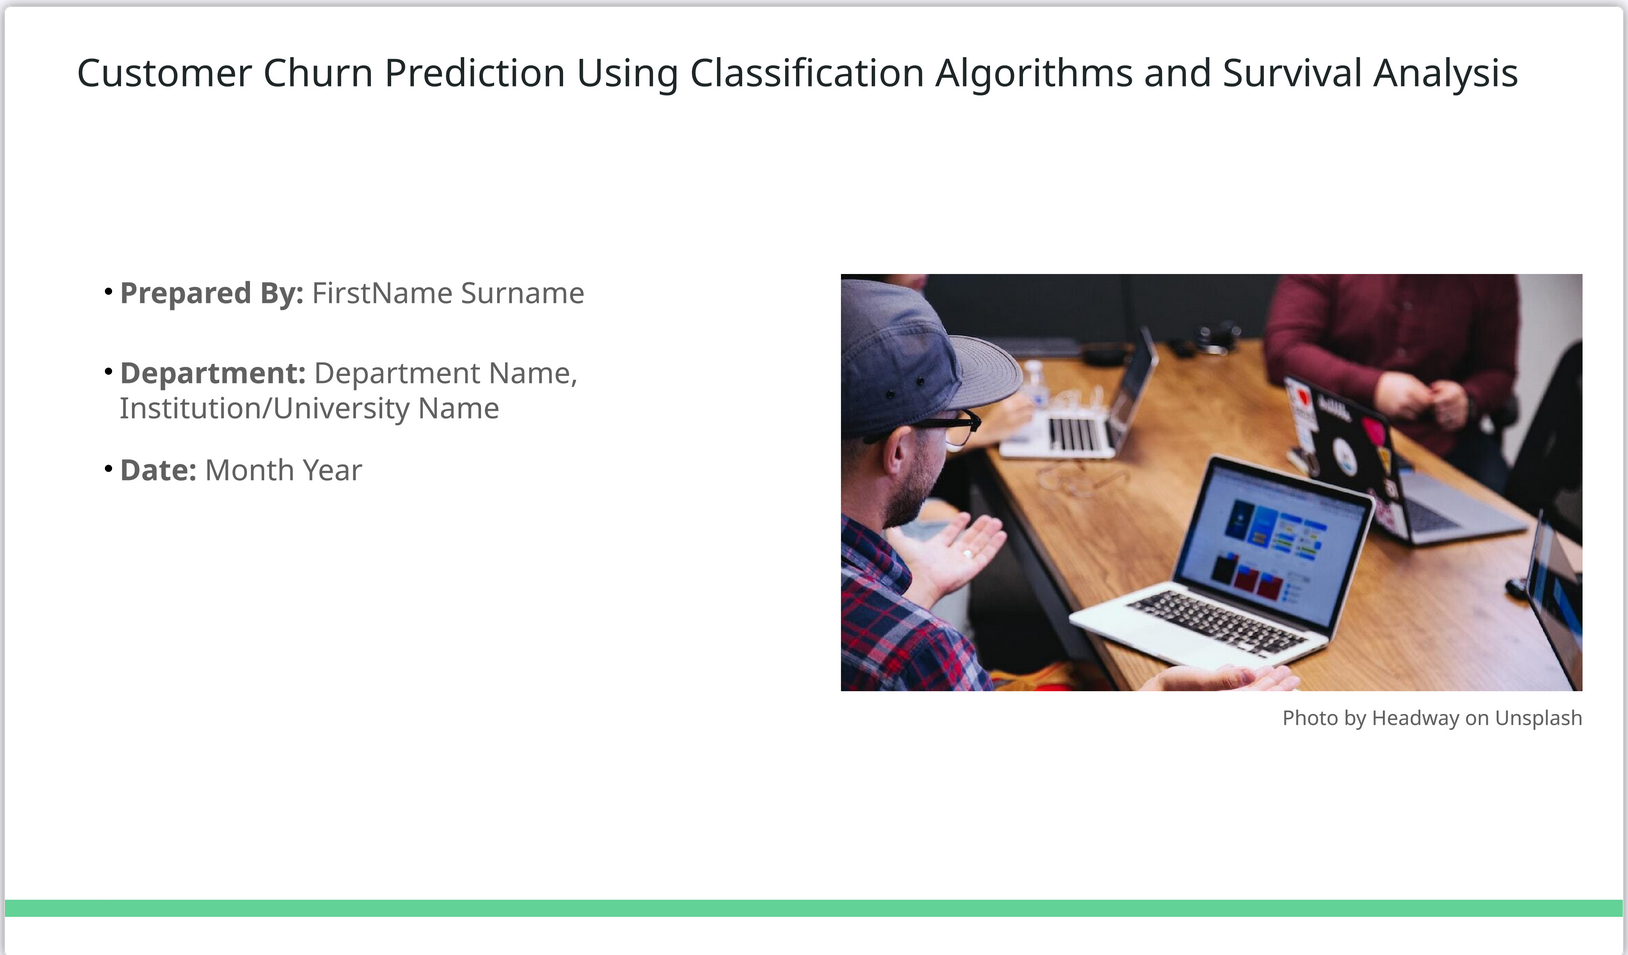 Customer Churn Prediction Using Classification Algorithms and Survival Analysis
• Prepared By: FirstName Surname
• Department: Department Name,
Institution/University Name
• Date: Month Year
Photo by Headway on Unsplash